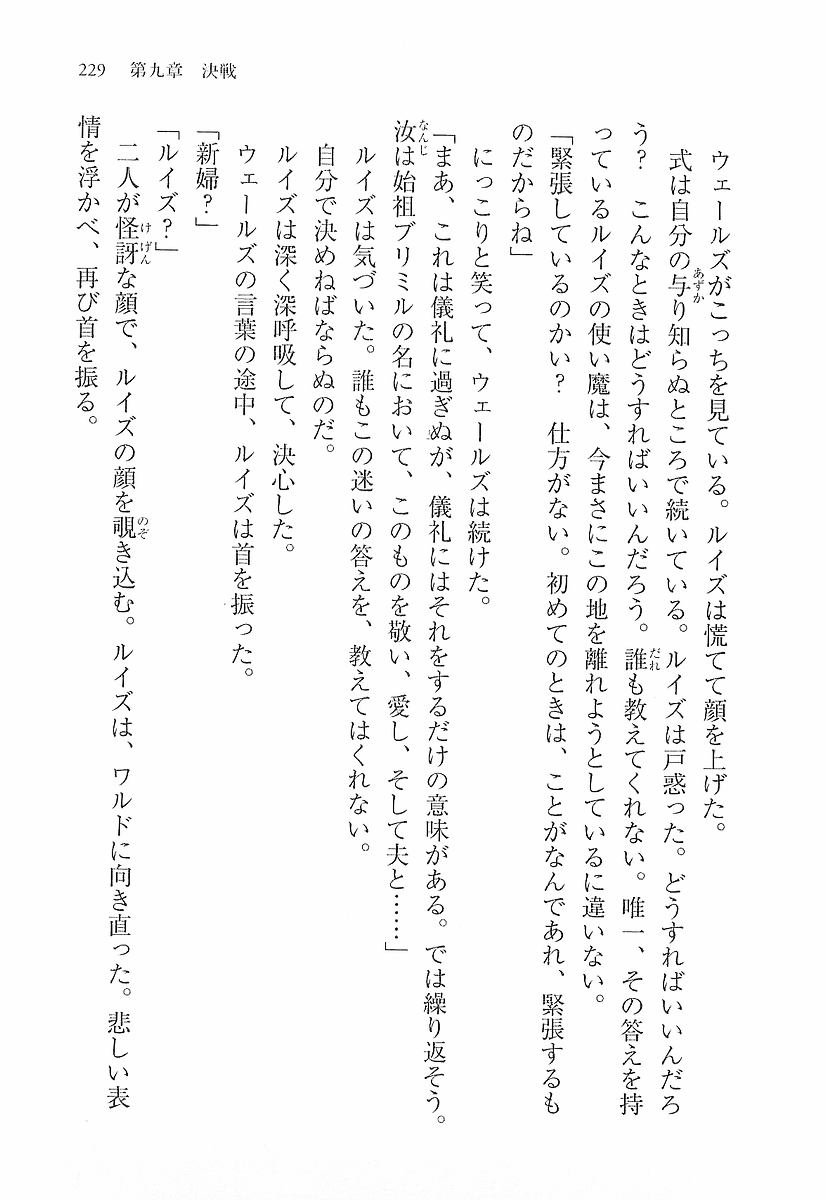 229　第九章　決戦
　ウェールズがこっちを見ている。ルイズは慌てて顔を上げた。
　式は自分の与り知らぬところで続いている。ルイズは戸惑った。どうすればいいんだろ
う？　こんなときはどうすればいいんだろう。誰も教えてくれない。唯一、その答えを持
っているルイズの使い魔は、今まさにこの地を離れようとしているに違いない。
「緊張しているのかい？　仕方がない。初めてのときは、ことがなんであれ、緊張するも
のだからね」
　にっこりと笑って、ウェールズは続けた。
「まあ、これは儀礼に過ぎぬが、儀礼にはそれをするだけの意味がある。では繰り返そう。
汝は始祖ブリミルの名において、このものを敬い、愛し、そして夫と……」
　ルイズは気づいた。誰もこの迷いの答えを、教えてはくれない。
　自分で決めねばならぬのだ。
　ルイズは深く深呼吸して、決心した。
　ウェールズの言葉の途中、ルイズは首を振った。
「新婦？」
「ルイズ？」
　二人が怪訝な顔で、ルイズの顔を覗き込む。ルイズは、ワルドに向き直った。悲しい表
情を浮かべ、再び首を振る。